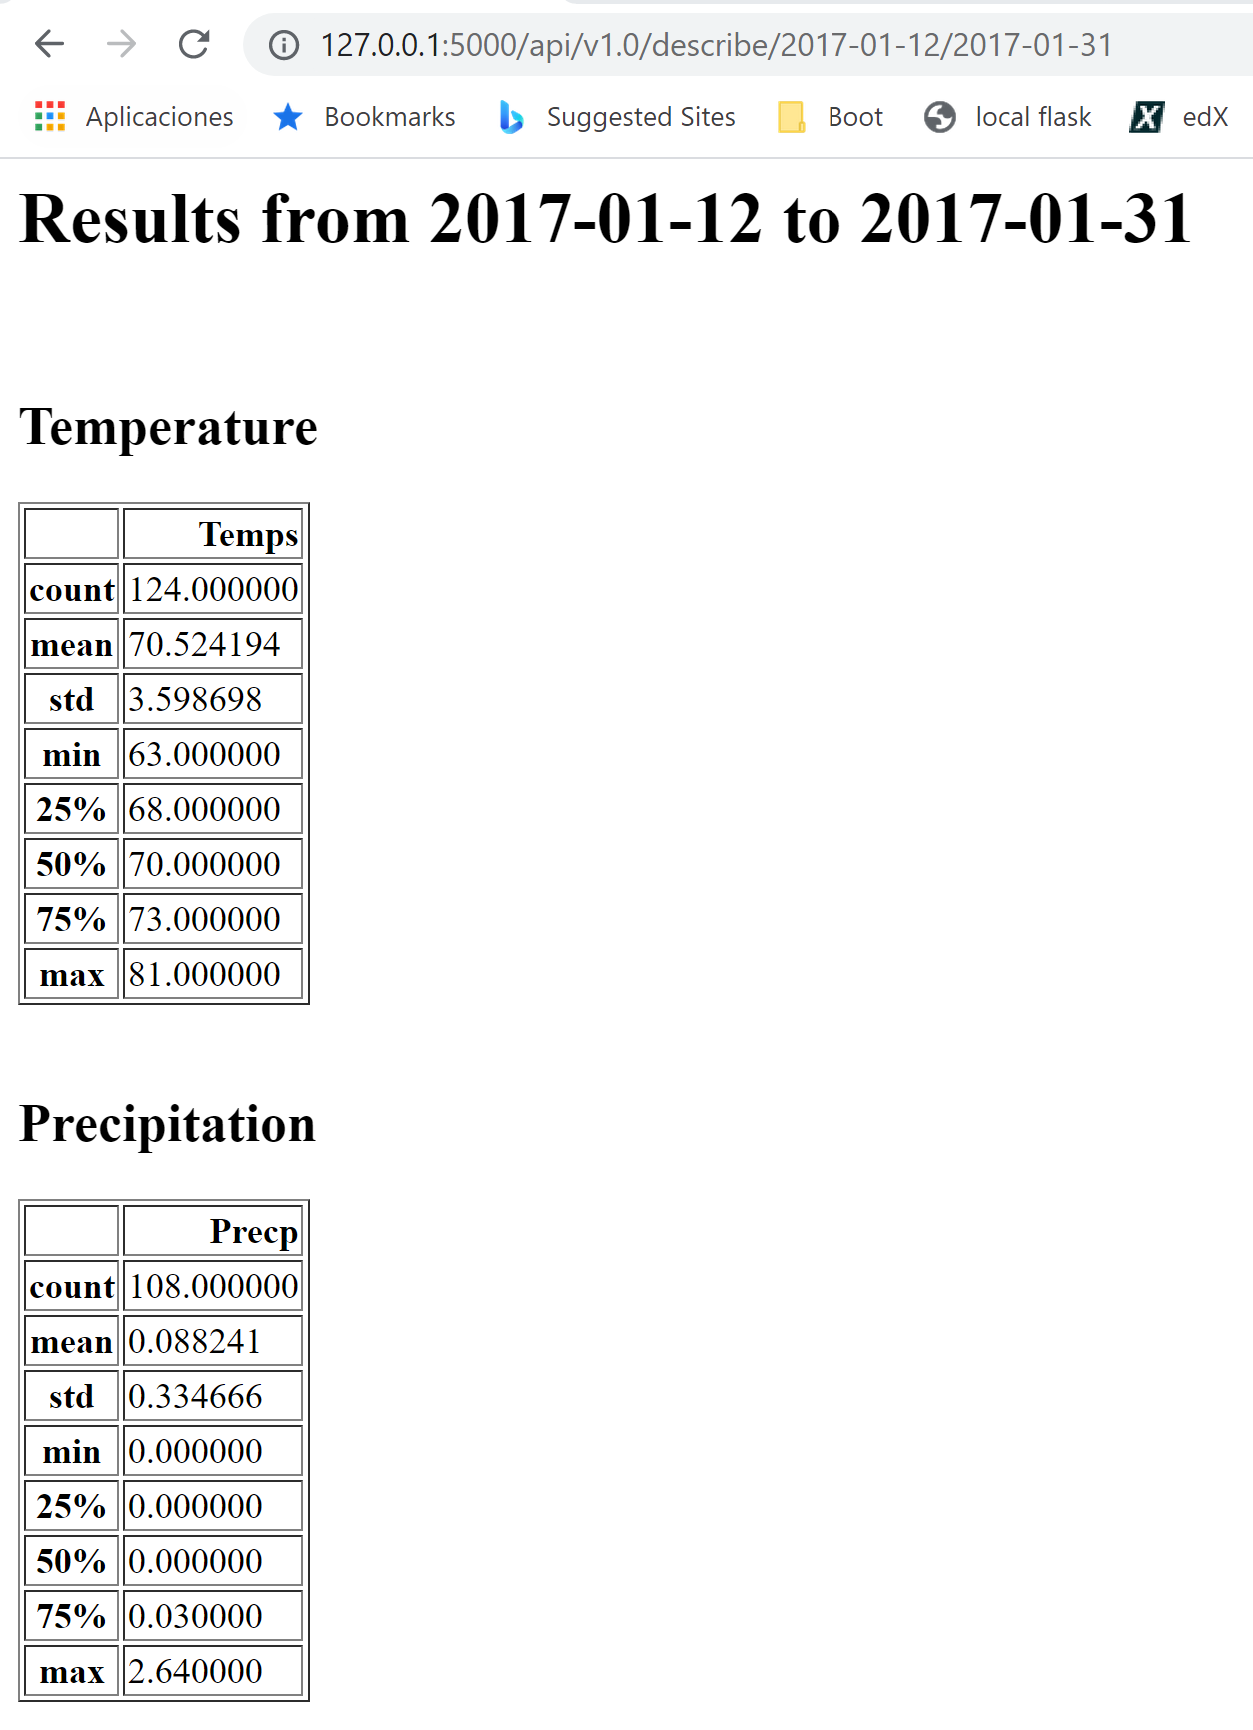 127.0.0.1:5000/api/v1.0/describe/2017-01-12/2017-01-31
Aplicaciones Bookmarks Suggested Sites Boot local flask edX
Results from 2017-01-12 to 2017-01-31
Temperature
Temps
count 124.000000
mean 70.524194
std 3.598698
min 63.000000
25% 68.000000
50% 70.000000
75% 73.000000
max 81.000000
Precipitation
Precp
count 108.000000
mean 0.088241
std 0.334666
min 0.000000
25% 0.000000
50% 0.000000
75% 0.030000
max 2.640000